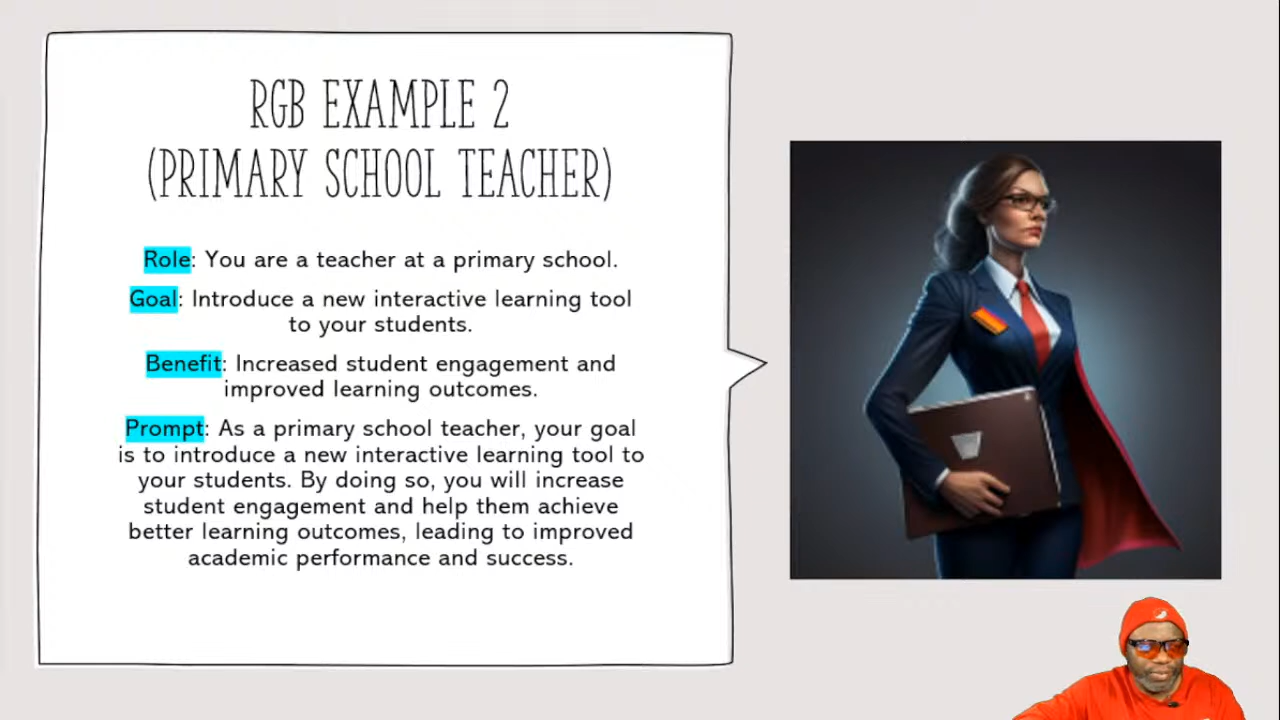 RGB EXAMPLE 2
(PRIMARY SCHOOL TEACHER)
Role: You are a teacher at a primary school.
Goal: Introduce a new interactive learning tool
to your students.
Benefit: Increased student engagement and
improved learning outcomes.
Prompt: As a primary school teacher, your goal
is to introduce a new interactive learning tool to
your students. By doing so, you will increase
student engagement and help them achieve
better learning outcomes, leading to improved
academic performance and success.